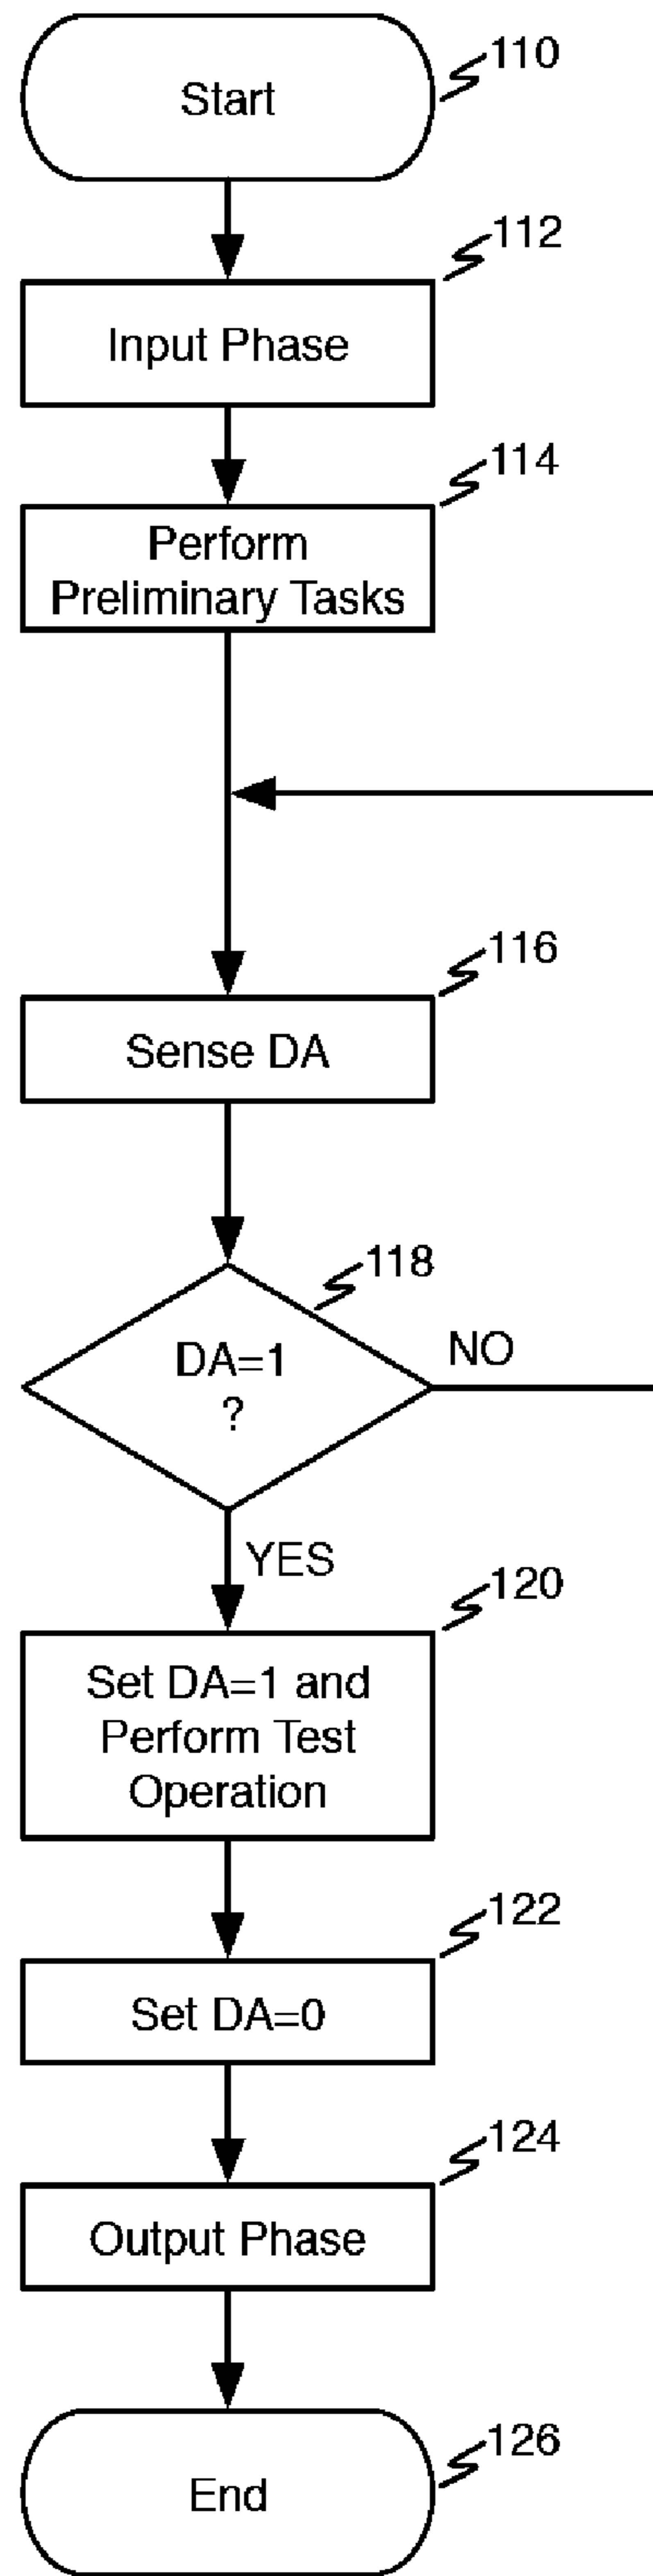 Start
110
112
Input Phase
114
Perform
Preliminary Tasks
116
Sense DA
118
DA=1
?
NO
YES
120
Set DA=1 and
Perform Test
Operation
122
Set DA=0
124
Output Phase
126
End